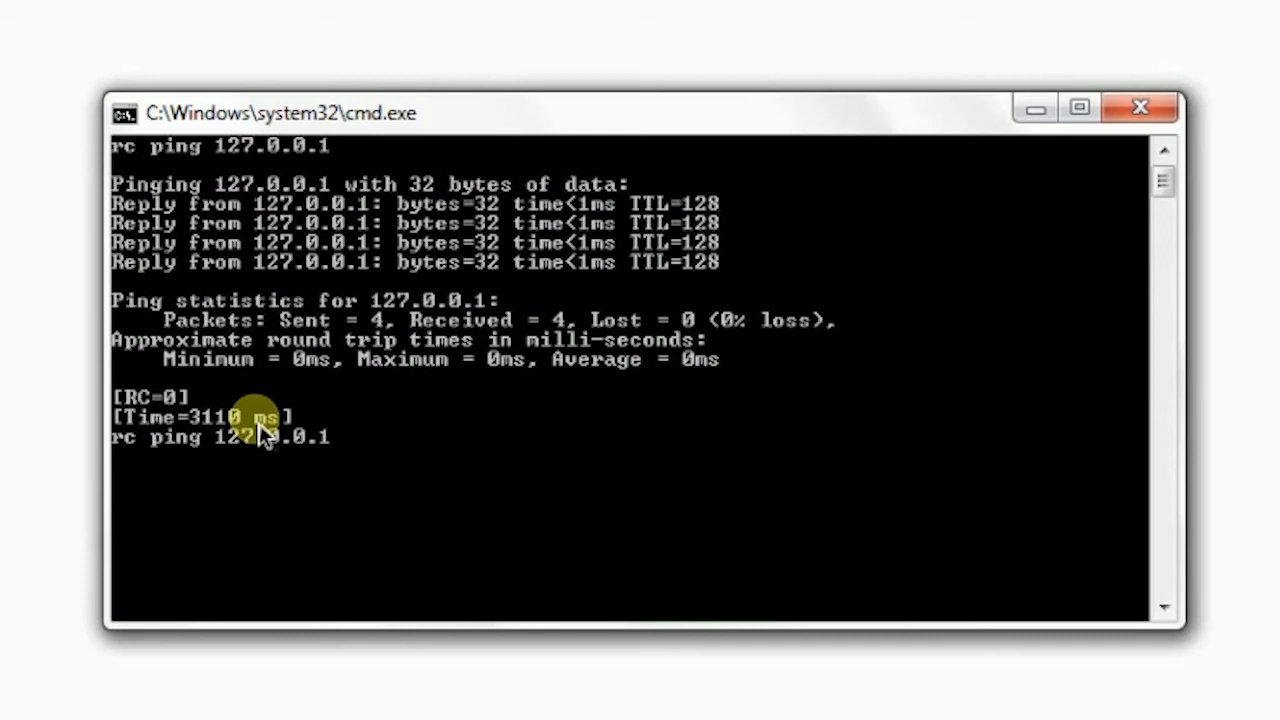 C:\Windows\system32\cmd.exe
rc ping 127.0.0.1
Pinging 127.0.0.1 with 32 bytes of data:
Reply from 127.0.0.1: bytes=32 time<1ms TTL=128
Reply from 127.0.0.1: bytes=32 time<1ms TTL=128
Reply from 127.0.0.1: bytes=32 time<1ms TTL=128
Reply from 127.0.0.1: bytes=32 time<1ms TTL=128
Ping statistics for 127.0.0.1:
Packets: Sent = 4, Received = 4, Lost = 0 (0% loss),
Approximate round trip times in milli-seconds:
Minimum = 0ms, Maximum = 0ms, Average = 0ms
[RC=0]
[Time=3110 ms]
rc ping 127.0.0.1